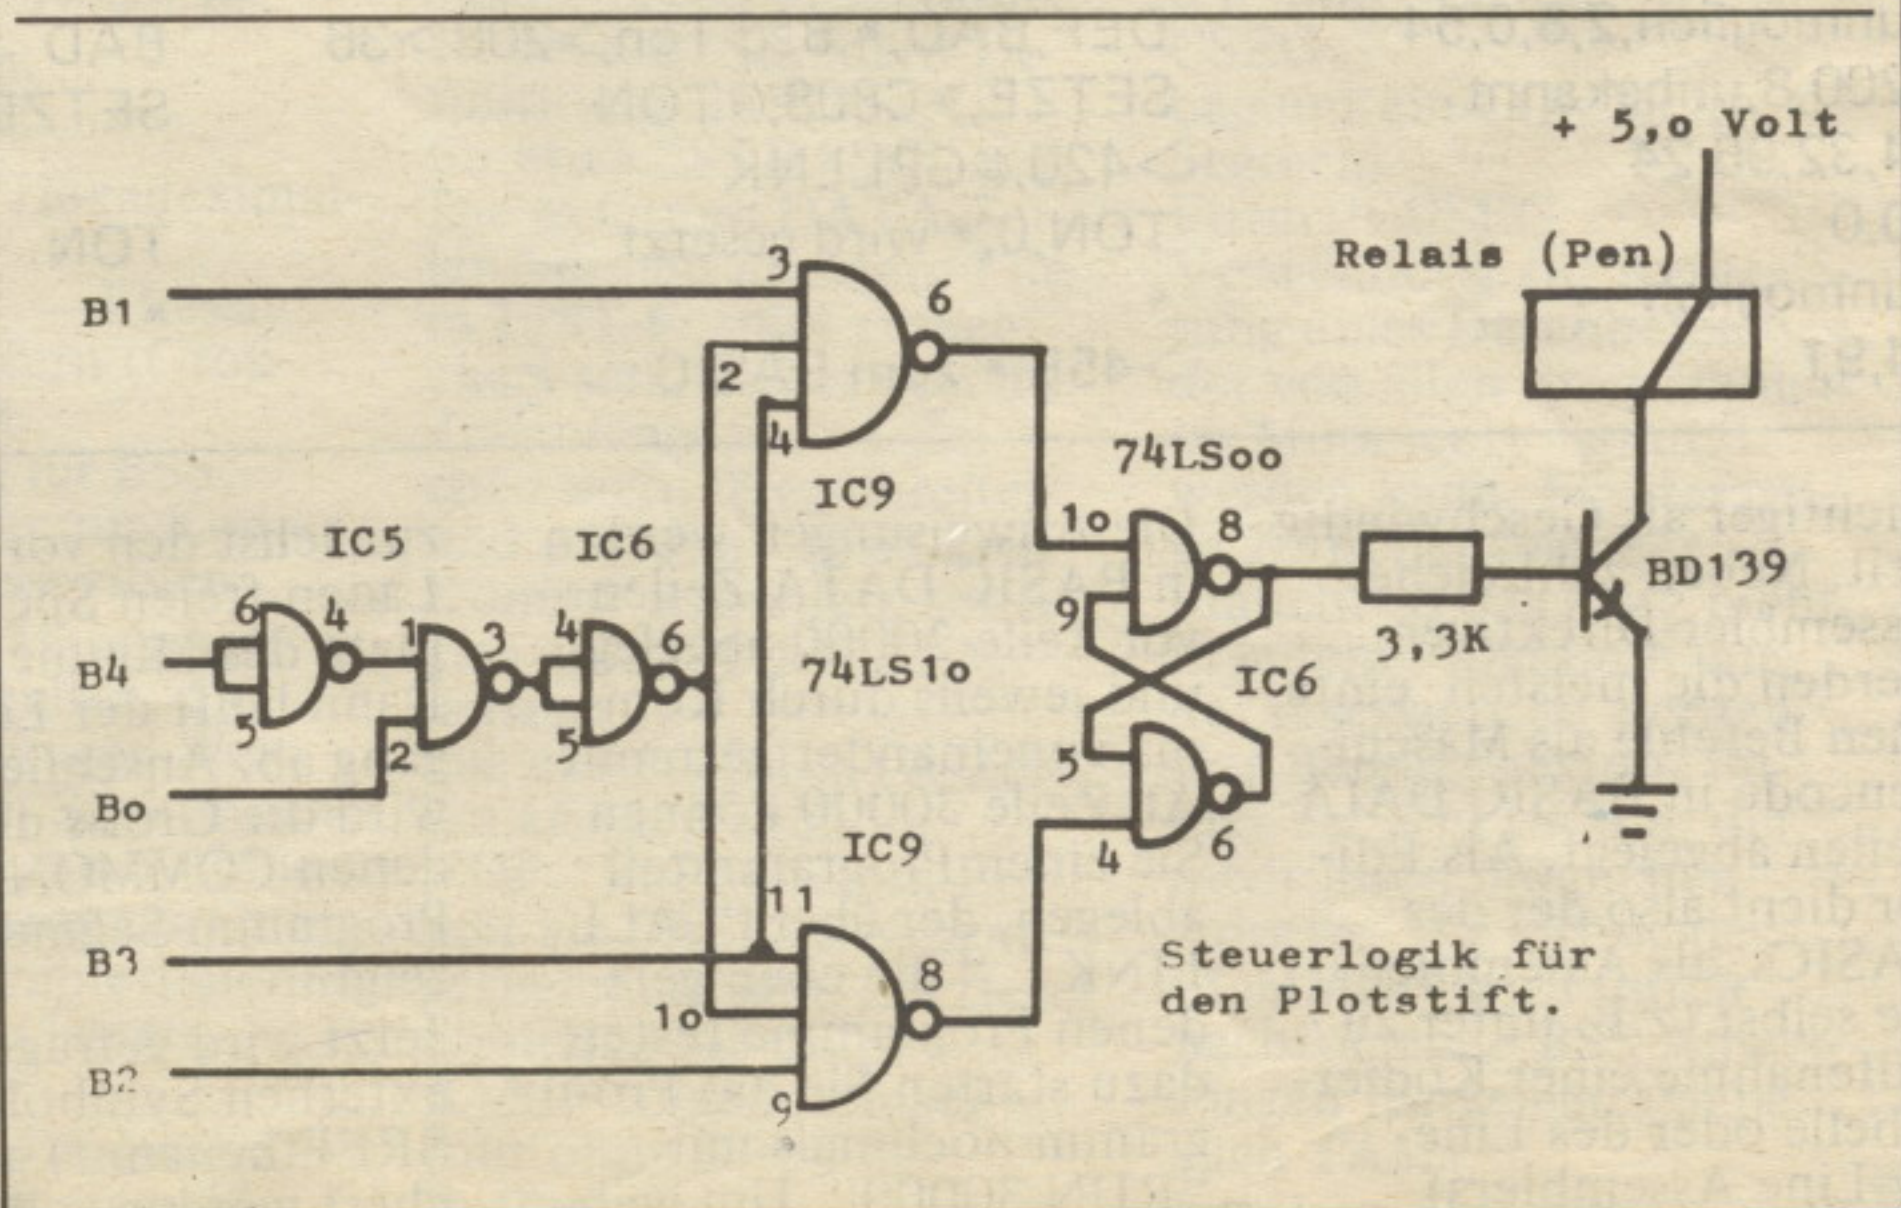 + 5,o Volt
Relais (Pen)
B1
3
2
4
6
IC9
74LSoo
1o
9
8
BD139
3,3K
IC6
IC5
IC6
B4
6
5
4
1
2
3
4
5
6
Bo
74LS1o
5
4
6
IC9
11
B3
1o
8
B2
9
Steuerlogik für
den Plotstift.